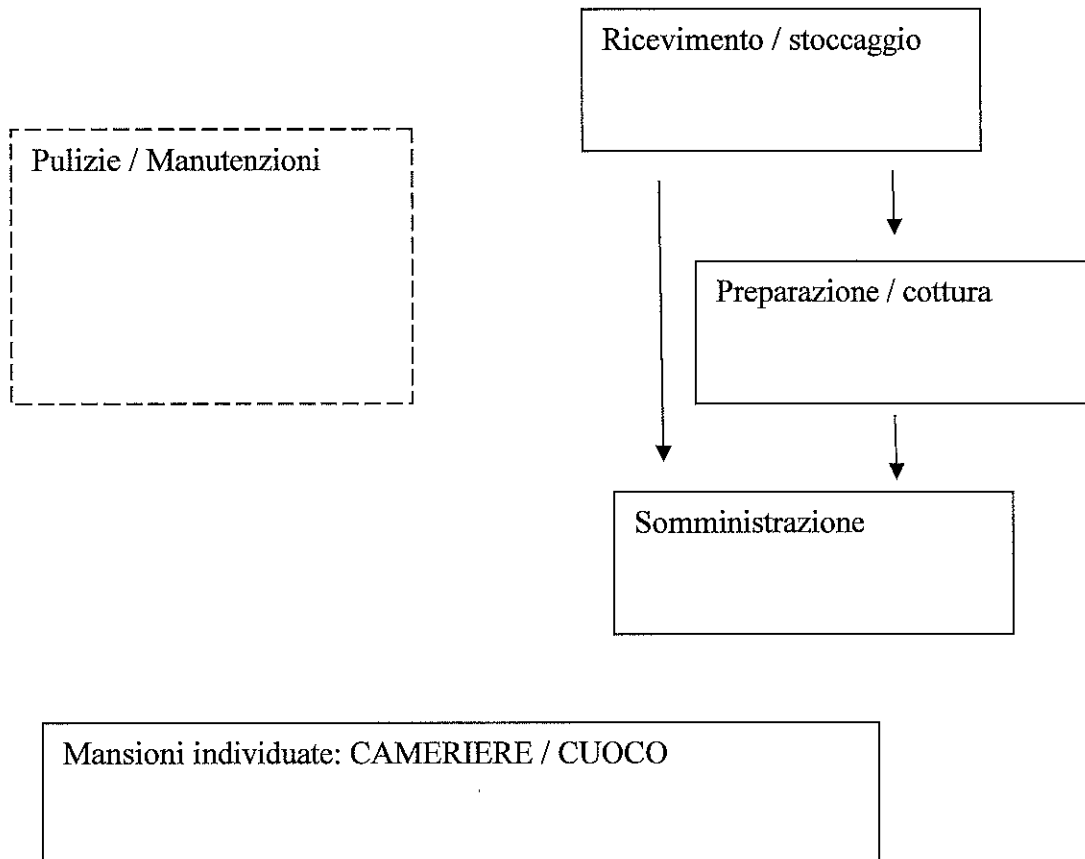 Ricevimento / stoccaggio
Pulizie / Manutenzioni
Preparazione / cottura
Somministrazione
Mansioni individuate: CAMERIERE / CUOCO